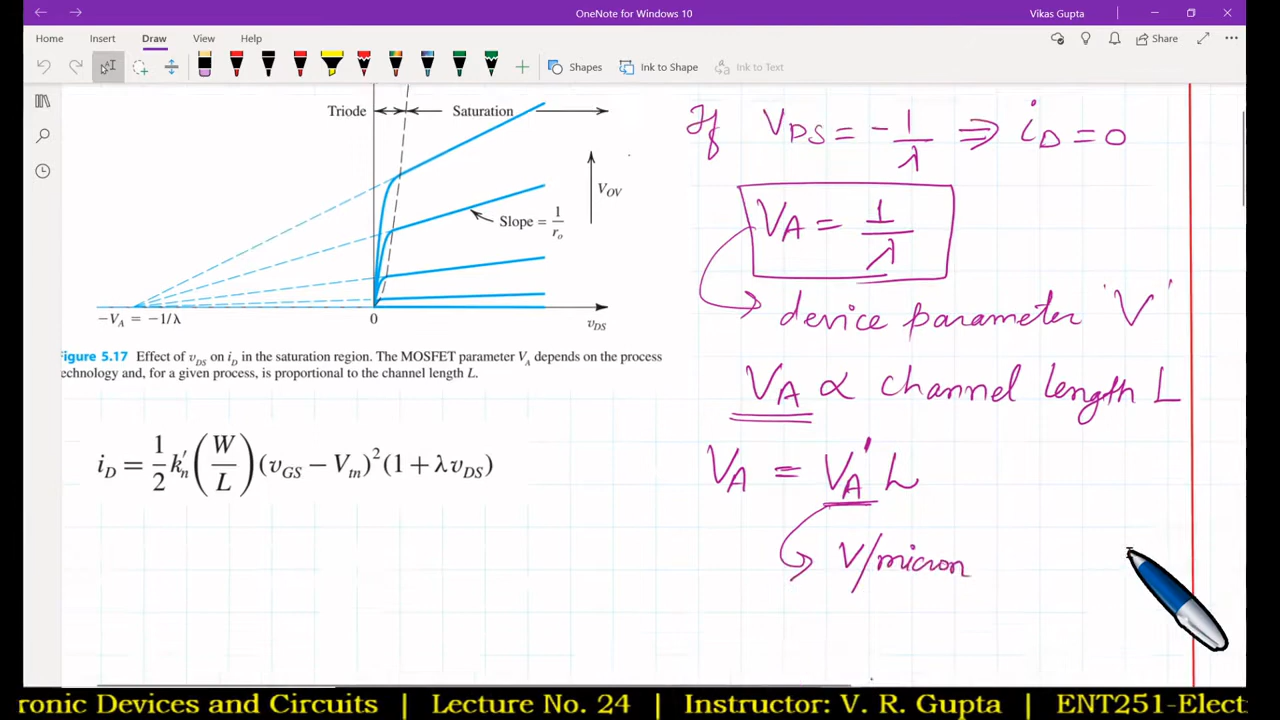 OneNote for Windows 10
Vikas Gupta
Home Insert Draw View Help
Share
Shapes Ink to Shape Ink to Text
Triode Saturation
V_OV
Slope = 1/r_o
−V_A = −1/λ 0 v_DS
igure 5.17 Effect of v_DS on i_D in the saturation region. The MOSFET parameter V_A depends on the process
echnology and, for a given process, is proportional to the channel length L.
i_D = 1/2 k'_n (W/L) (v_GS − V_tn)^2 (1 + λv_DS)
If V_DS = −1/λ ⇒ i_D = 0
V_A = 1/λ
device parameter 'V'
V_A ∝ channel length L
V_A = V_A' L
V/micron
ronic Devices and Circuits | Lecture No. 24 | Instructor: V. R. Gupta | ENT251-Elect